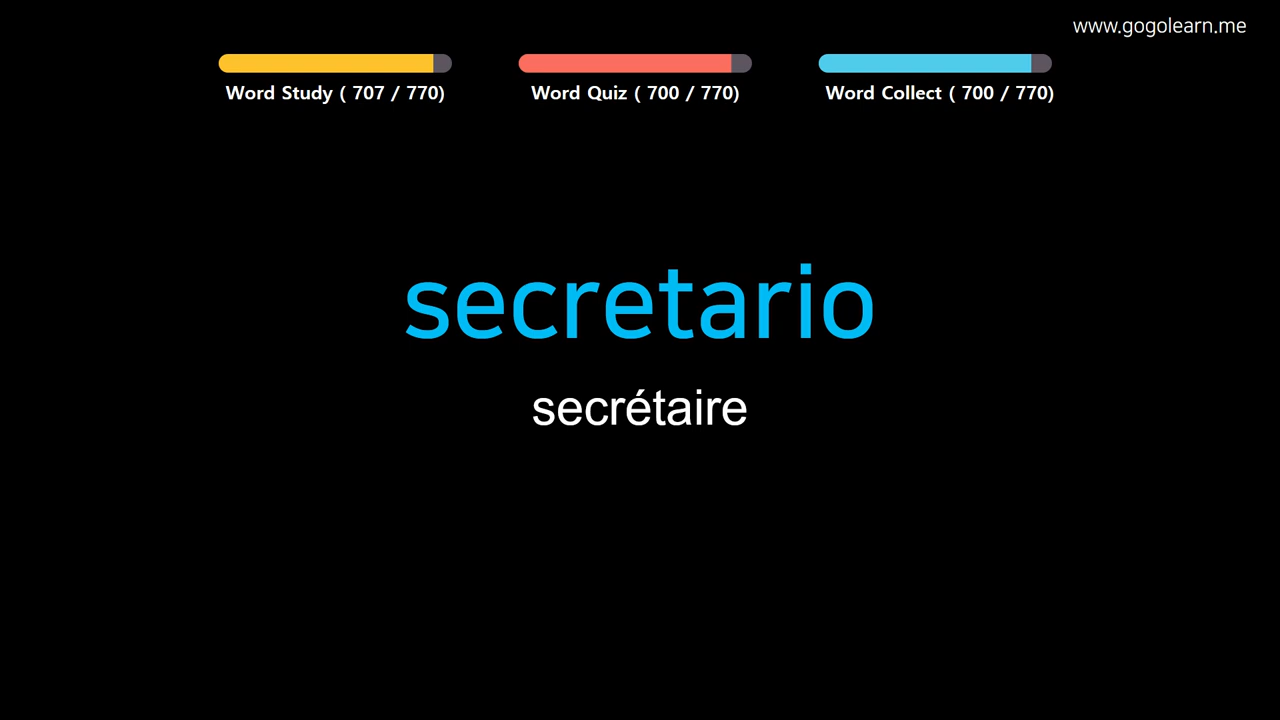 www.gogolearn.me
Word Study ( 707 / 770)
Word Quiz ( 700 / 770)
Word Collect ( 700 / 770)
secretario
secrétaire